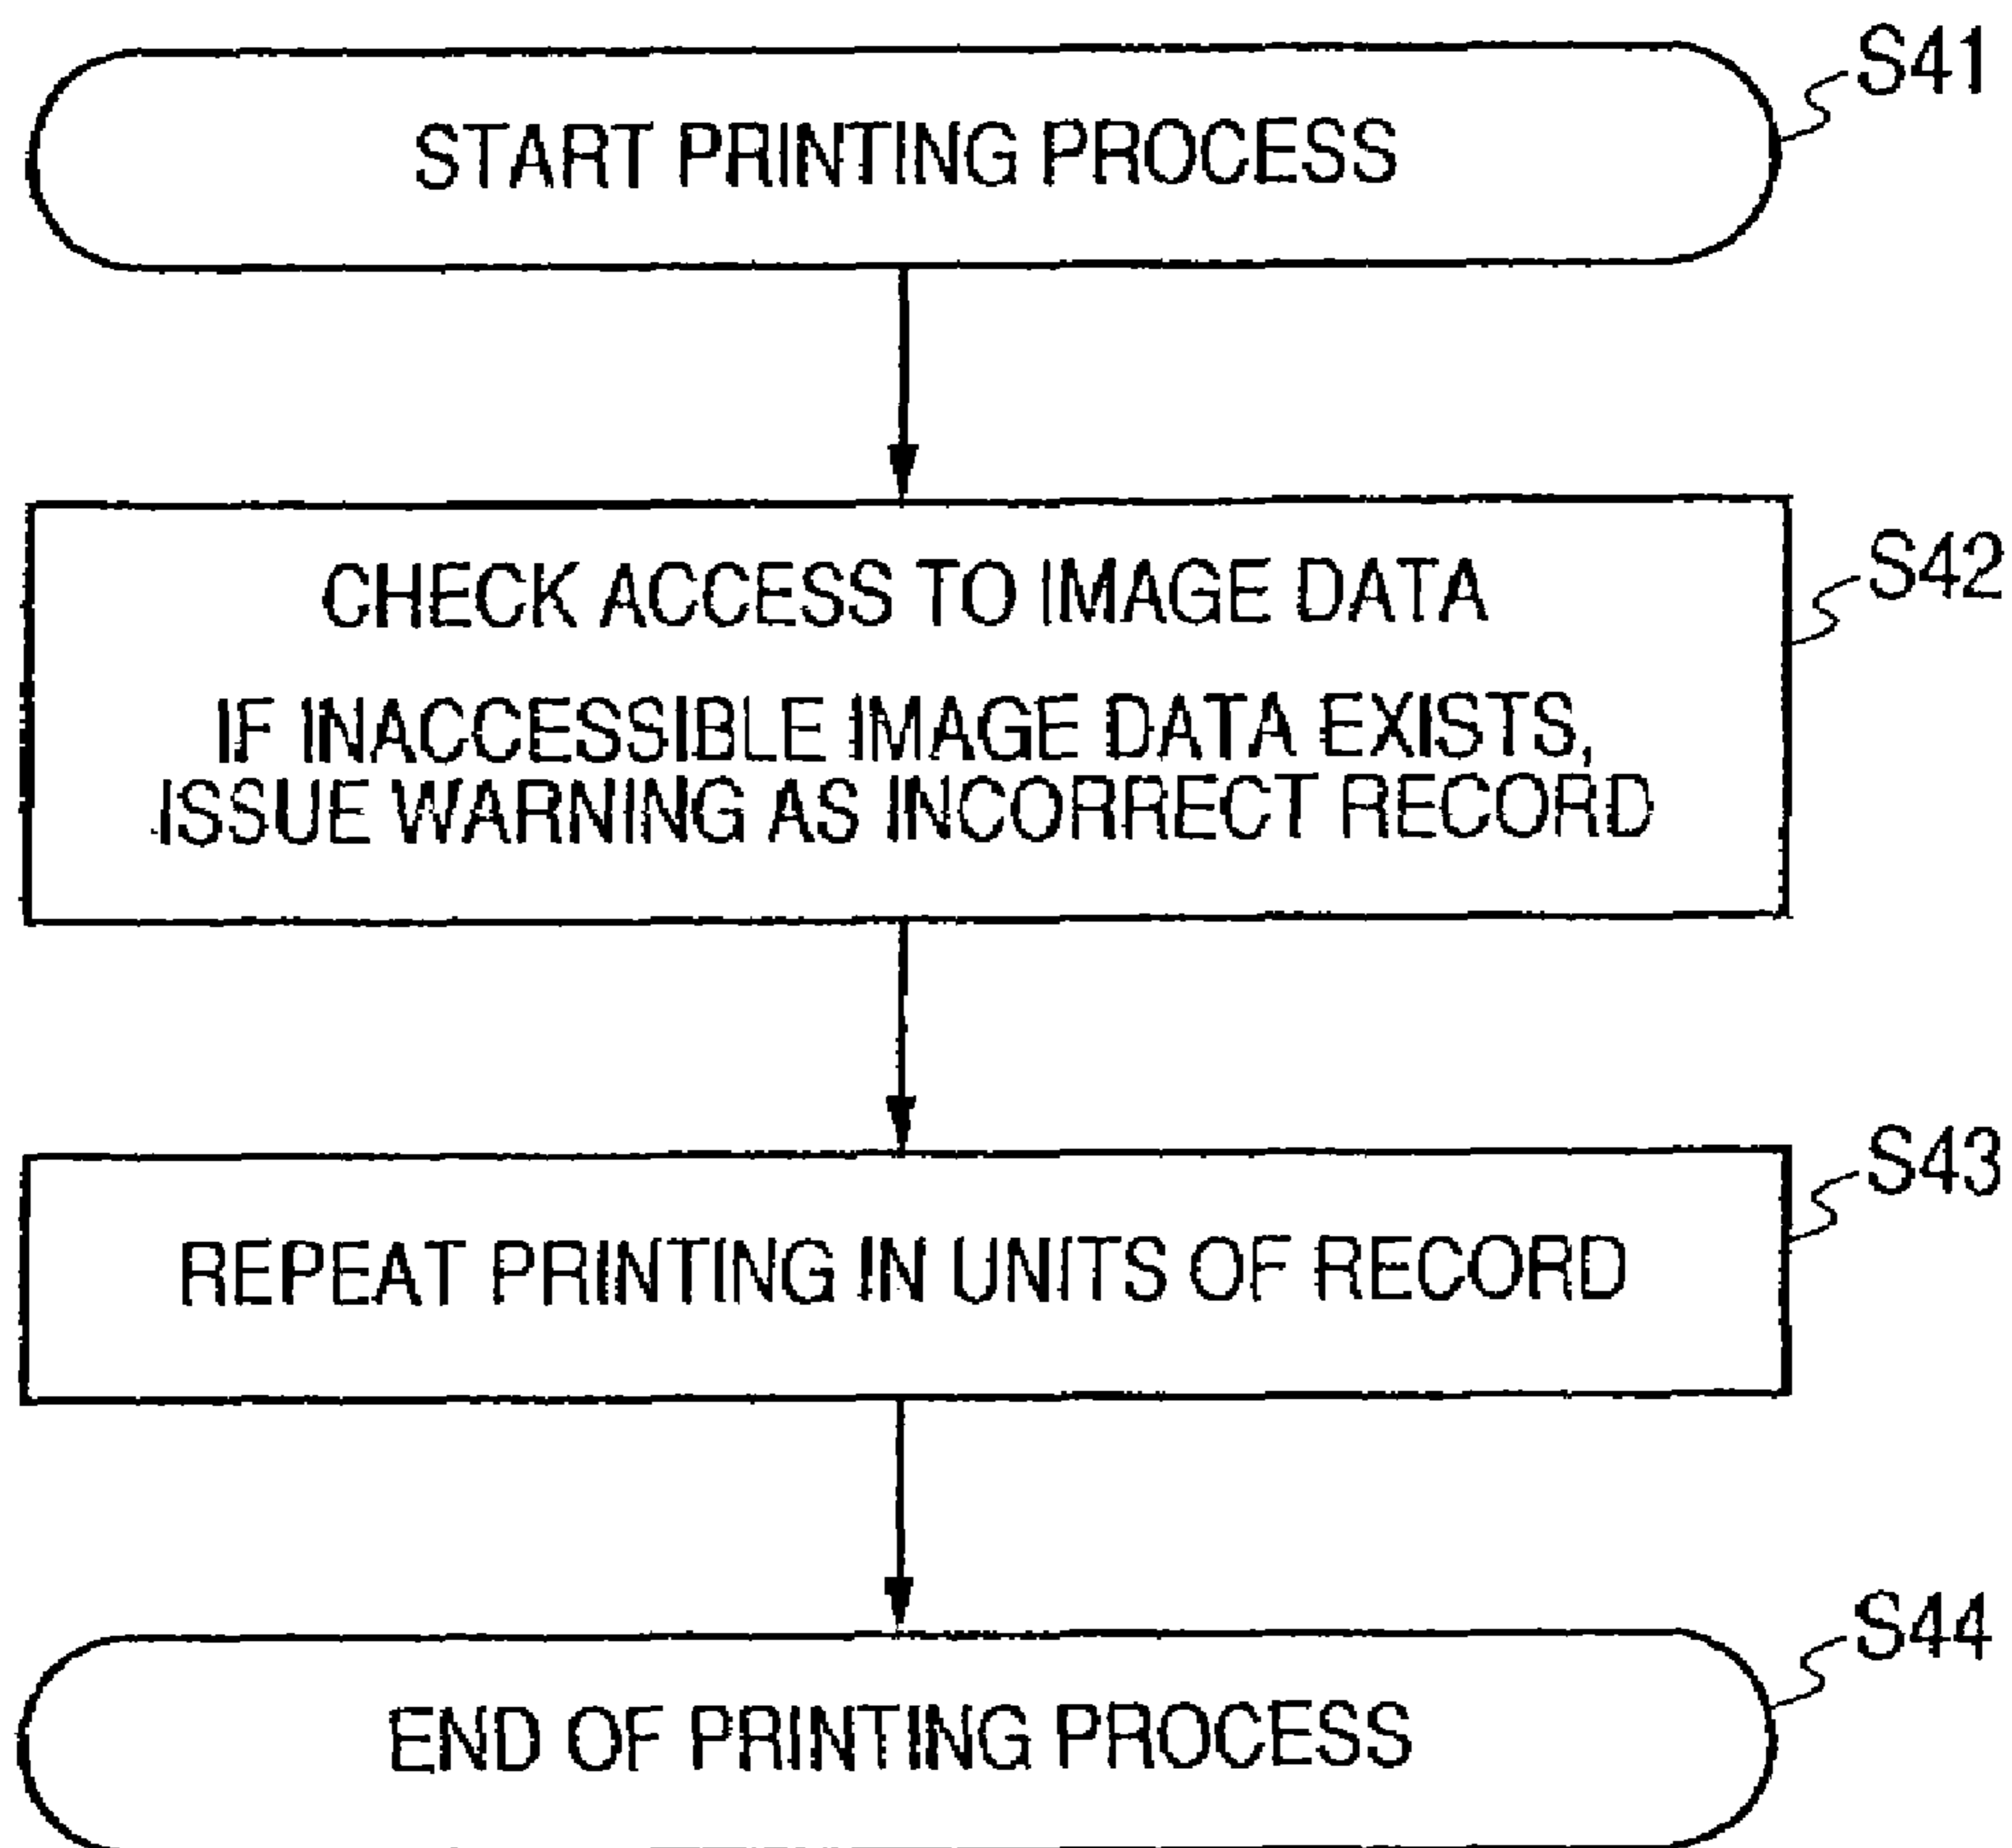 S41
START PRINTING PROCESS
S42
CHECK ACCESS TO IMAGE DATA
IF INACCESSIBLE IMAGE DATA EXISTS,
ISSUE WARNING AS INCORRECT RECORD
S43
REPEAT PRINTING IN UNITS OF RECORD
S44
END OF PRINTING PROCESS